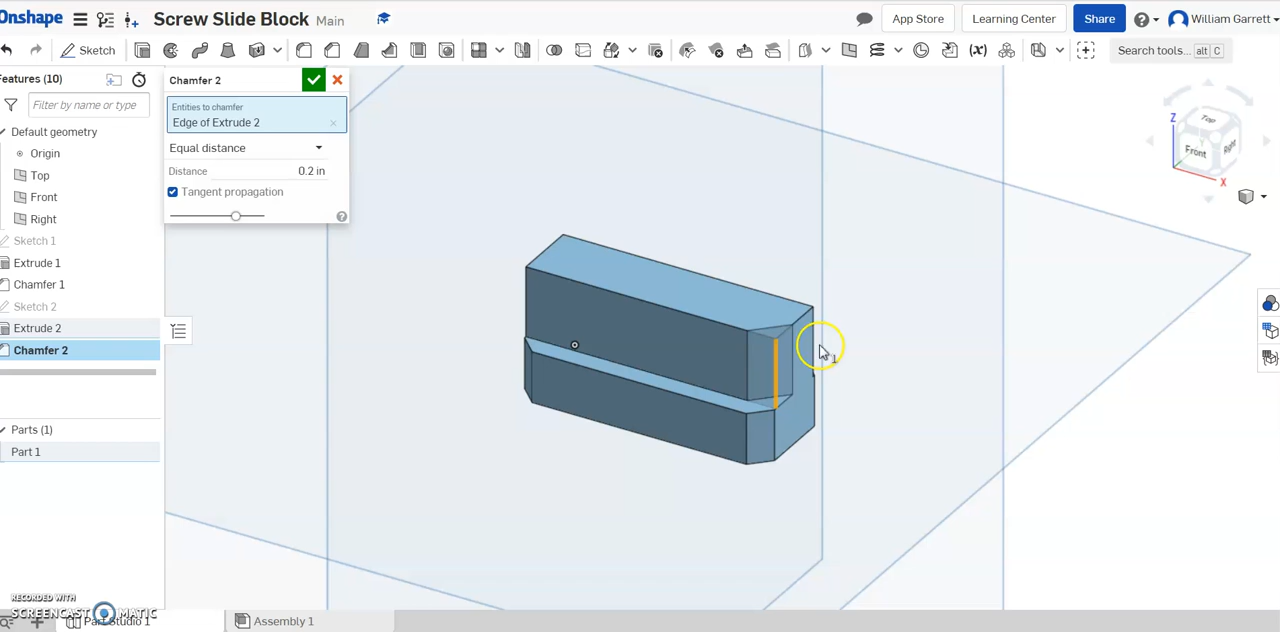 Onshape Screw Slide Block Main App Store Learning Center Share William Garrett
Sketch Search tools... alt C
Features (10)
Filter by name or type
Default geometry
Origin
Top
Front
Right
Sketch 1
Extrude 1
Chamfer 1
Sketch 2
Extrude 2
Chamfer 2
Parts (1)
Part 1
Chamfer 2
Entities to chamfer
Edge of Extrude 2
Equal distance
Distance 0.2 in
Tangent propagation
1
Top
Front
Right
Z
Y
X
RECORDED WITH
SCREENCAST MATIC
Part Studio 1 Assembly 1